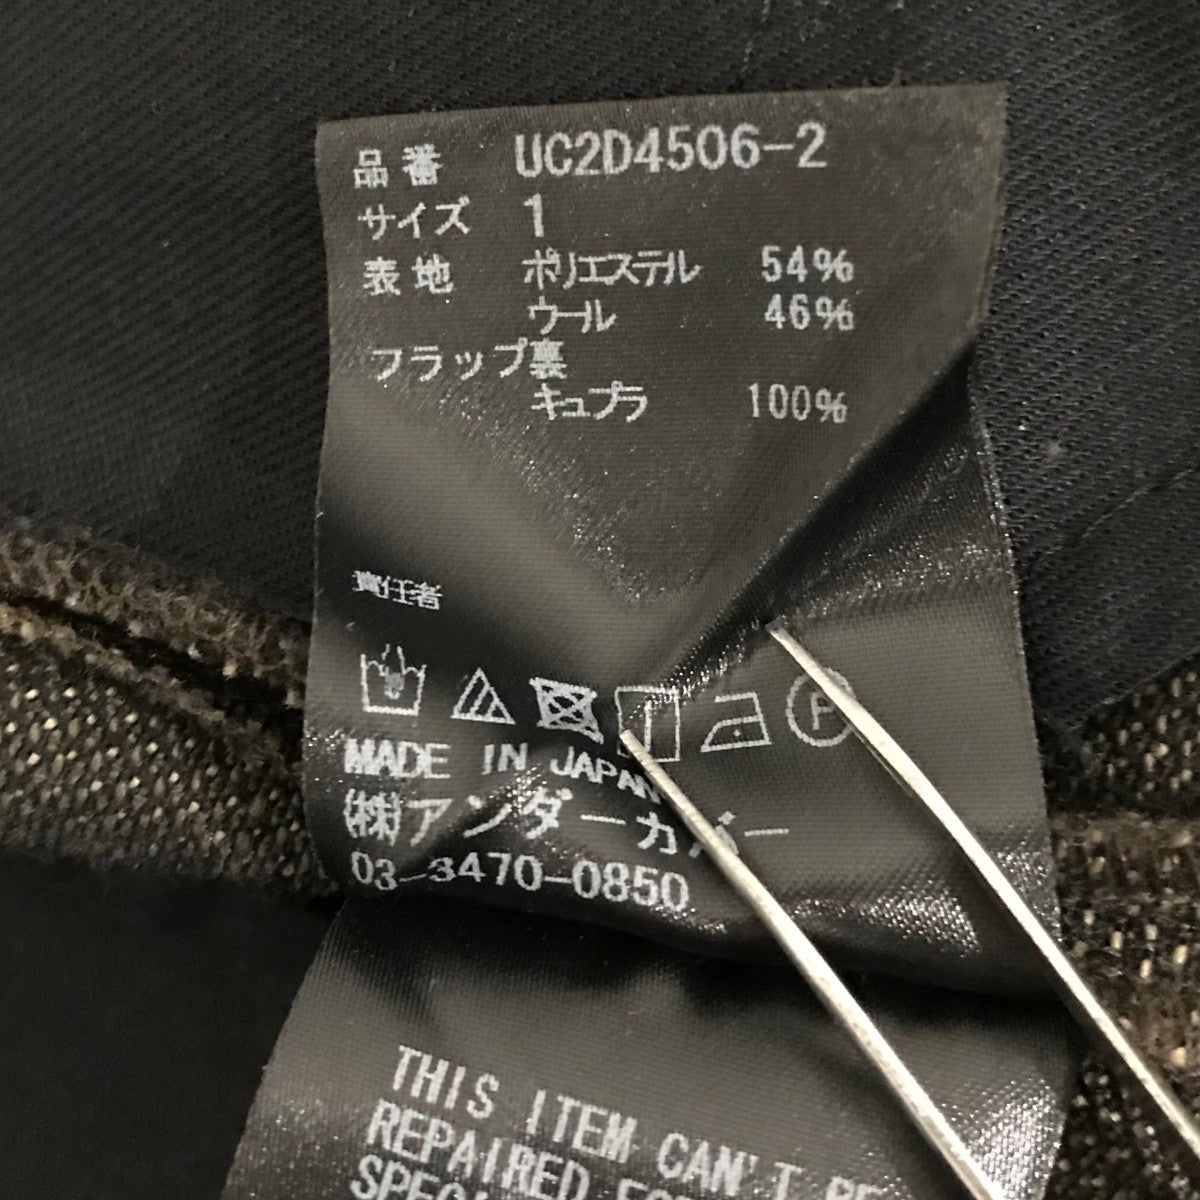 品番 UC2D4506-2
サイズ 1
表地 ポリエステル 54%
ウール 46%
フラップ裏
キュプラ 100%
責任者
P
MADE IN JAPAN
(株)アンダーカバー
03-3470-0850
THIS ITEM CAN'T BE
REPAIRED